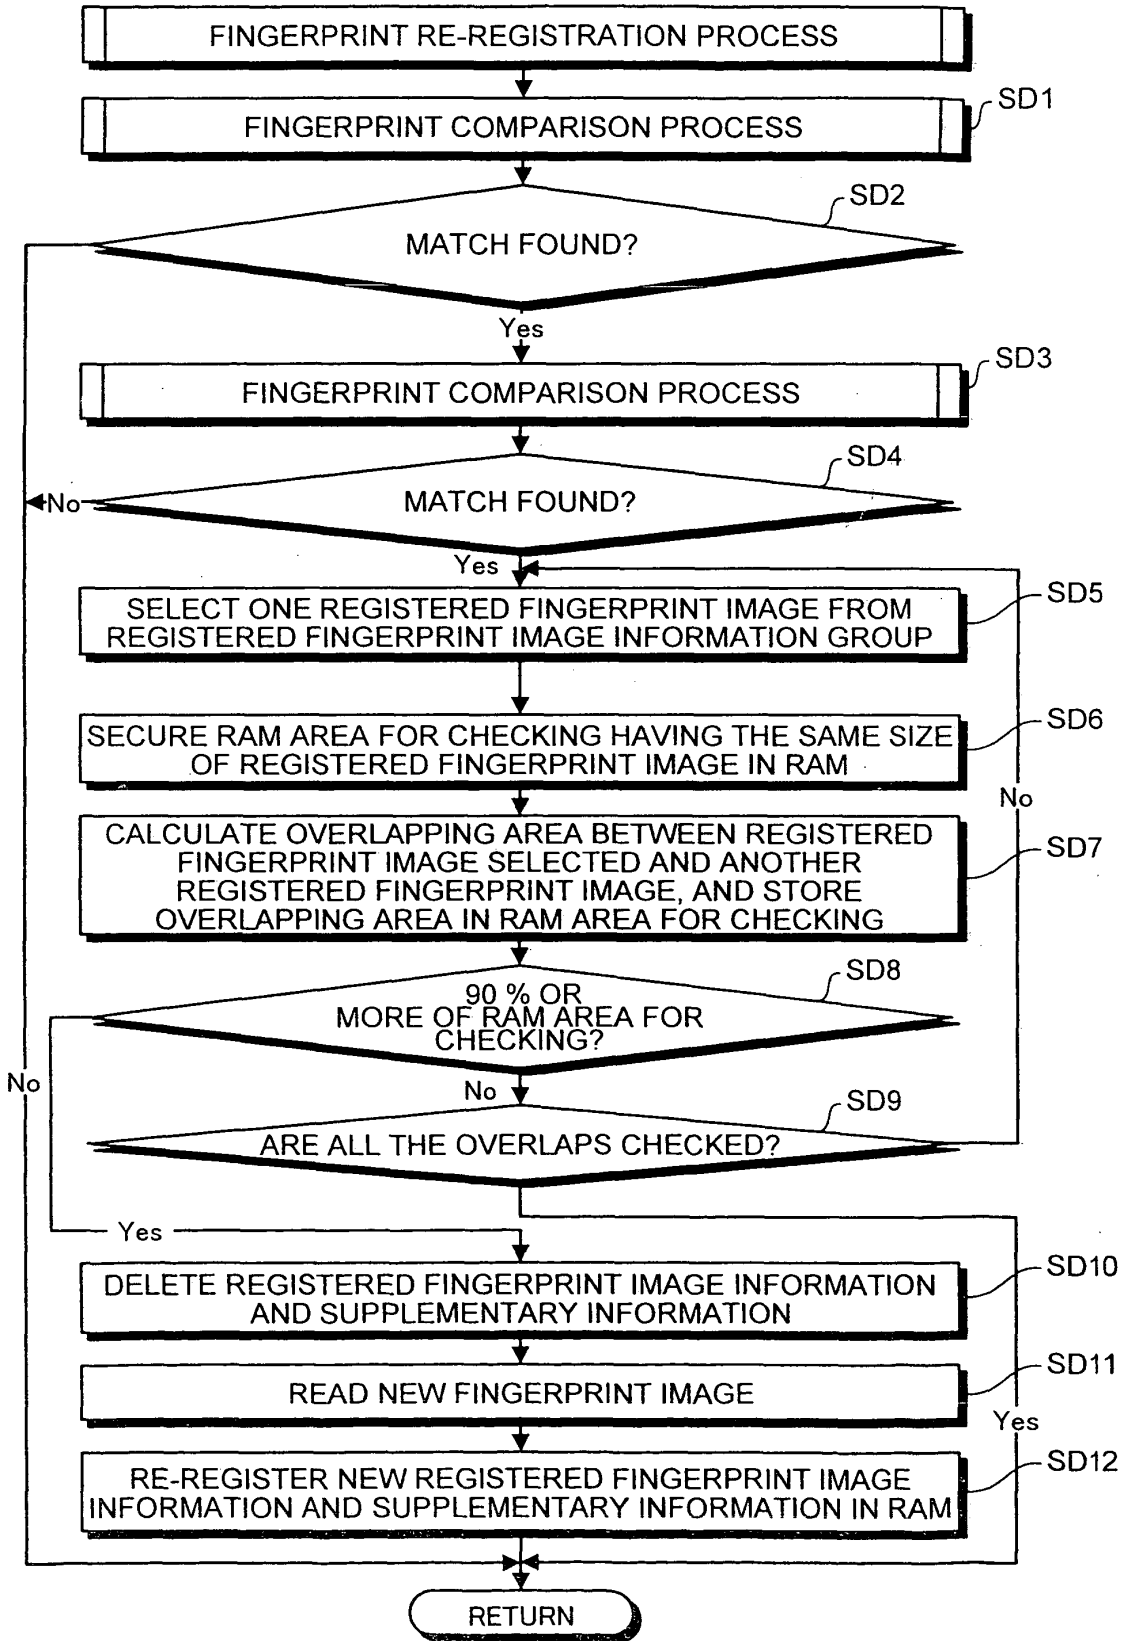 FINGERPRINT RE-REGISTRATION PROCESS
SD1
FINGERPRINT COMPARISON PROCESS
SD2
MATCH FOUND?
Yes
SD3
FINGERPRINT COMPARISON PROCESS
SD4
No
MATCH FOUND?
Yes
SD5
SELECT ONE REGISTERED FINGERPRINT IMAGE FROM
REGISTERED FINGERPRINT IMAGE INFORMATION GROUP
SD6
SECURE RAM AREA FOR CHECKING HAVING THE SAME SIZE
OF REGISTERED FINGERPRINT IMAGE IN RAM
No
CALCULATE OVERLAPPING AREA BETWEEN REGISTERED
FINGERPRINT IMAGE SELECTED AND ANOTHER
REGISTERED FINGERPRINT IMAGE, AND STORE
OVERLAPPING AREA IN RAM AREA FOR CHECKING
SD7
SD8
90 % OR
MORE OF RAM AREA FOR
CHECKING?
No
No
SD9
ARE ALL THE OVERLAPS CHECKED?
Yes
SD10
DELETE REGISTERED FINGERPRINT IMAGE INFORMATION
AND SUPPLEMENTARY INFORMATION
SD11
READ NEW FINGERPRINT IMAGE
Yes
SD12
RE-REGISTER NEW REGISTERED FINGERPRINT IMAGE
INFORMATION AND SUPPLEMENTARY INFORMATION IN RAM
RETURN